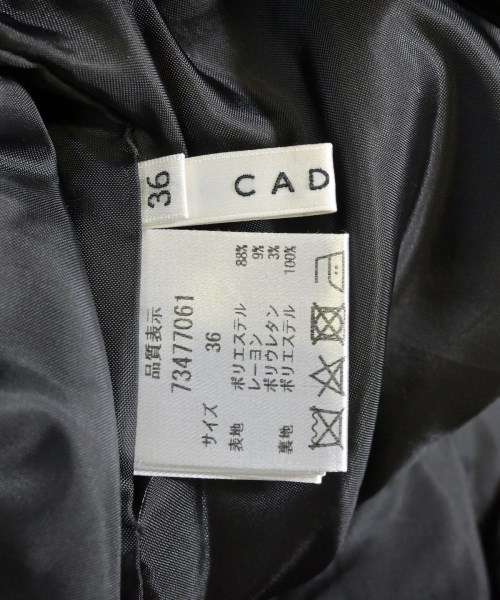 36
CAD
品質表示
73477061
サイズ 36
表地 ポリエステル 88%
レーヨン 9%
ポリウレタン 3%
裏地 ポリエステル 100%